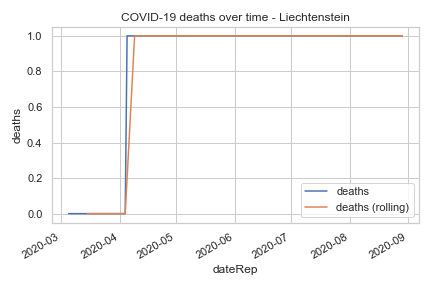 COVID-19 deaths over time - Liechtenstein
1.0
0.8
0.6
0.4
0.2
0.0
deaths
deaths
deaths (rolling)
2020-03
2020-04
2020-05
2020-06
2020-07
2020-08
2020-09
dateRep